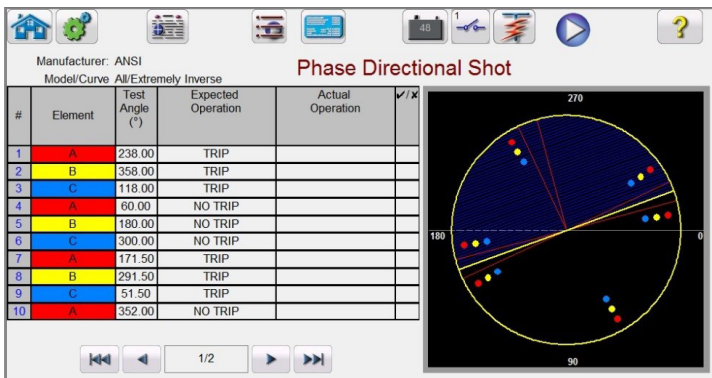 48
1
?
Manufacturer: ANSI
Model/Curve All/Extremely Inverse
Phase Directional Shot
# Element Test Angle (°) Expected Operation Actual Operation ✔/✘
1 A 238.00 TRIP
2 B 358.00 TRIP
3 C 118.00 TRIP
4 A 60.00 NO TRIP
5 B 180.00 NO TRIP
6 C 300.00 NO TRIP
7 A 171.50 TRIP
8 B 291.50 TRIP
9 C 51.50 TRIP
10 A 352.00 NO TRIP
1/2
270
180
0
90